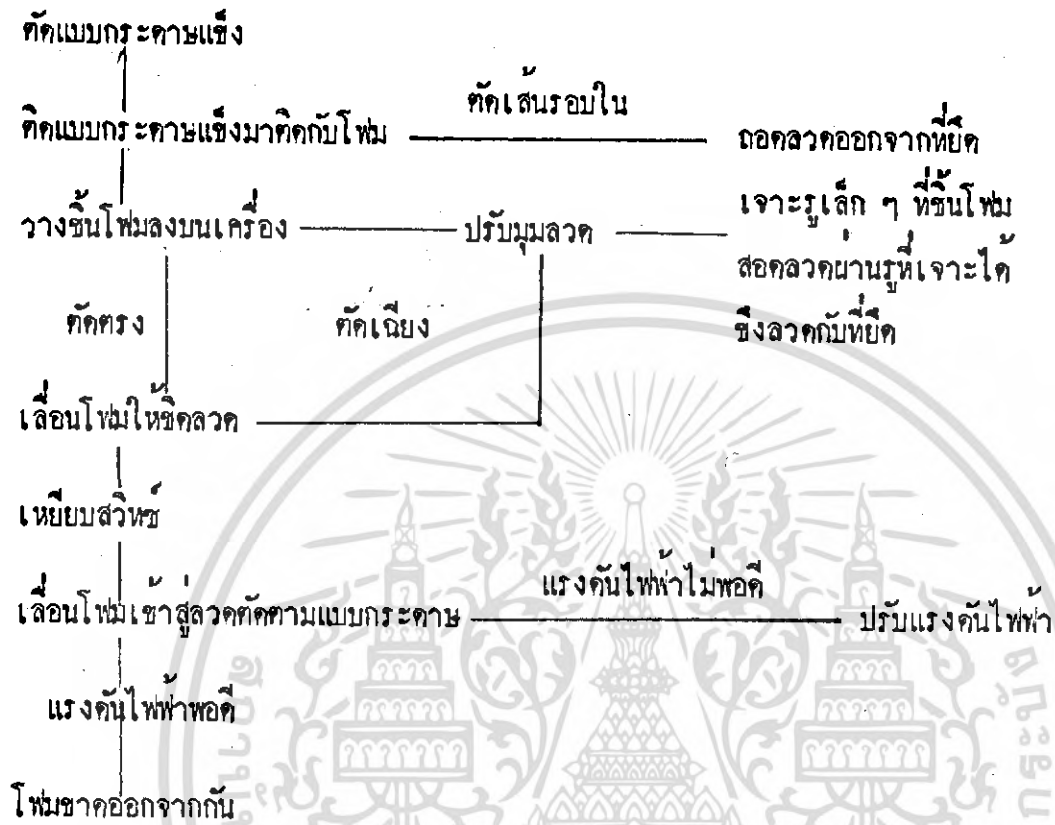 ตัดแบบกระดาษแข็ง
ตัดเส้นรอบใน
ติดแบบกระดาษแข็งมาติดกับโฟม
ถอดลวดออกจากที่ยึด
เจาะรูเล็ก ๆ ที่ชิ้นโฟม
วางชิ้นโฟมลงบนเครื่อง
ปรับมุมลวด
สอดลวดผ่านรูที่เจาะได้
ตัดตรง
ตัดเฉียง
ขึงลวดกับที่ยึด
เลื่อนโฟมให้ชิดลวด
เหยียบสวิทซ์
แรงดันไฟฟ้าไม่พอดี
เลื่อนโฟมเข้าสู่ลวดตัดตามแบบกระดาษ
ปรับแรงดันไฟฟ้า
แรงดันไฟฟ้าพอดี
โฟมขาดออกจากกัน